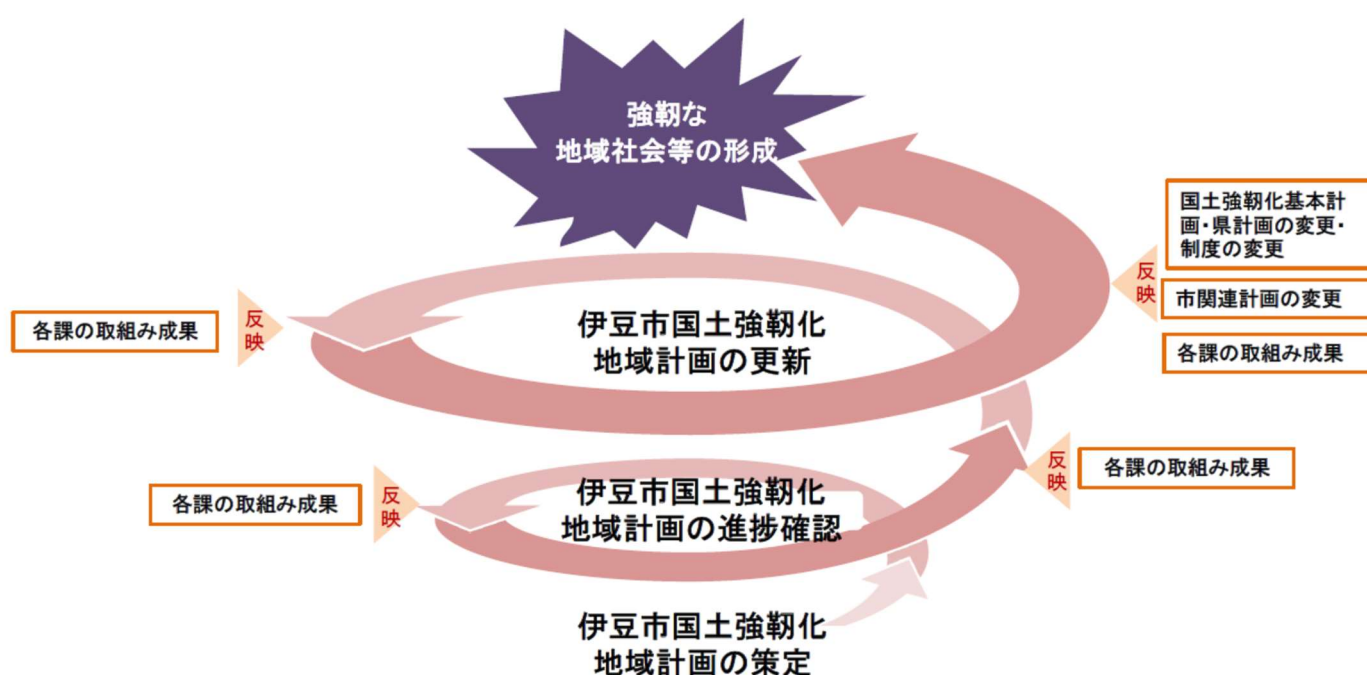 強靭な
地域社会等の形成
国土強靭化基本計
画・県計画の変更・
制度の変更
反
映
市関連計画の変更
各課の取組み成果
各課の取組み成果
反
映
伊豆市国土強靭化
地域計画の更新
各課の取組み成果
反
映
伊豆市国土強靭化
地域計画の進捗確認
反
映
各課の取組み成果
伊豆市国土強靭化
地域計画の策定